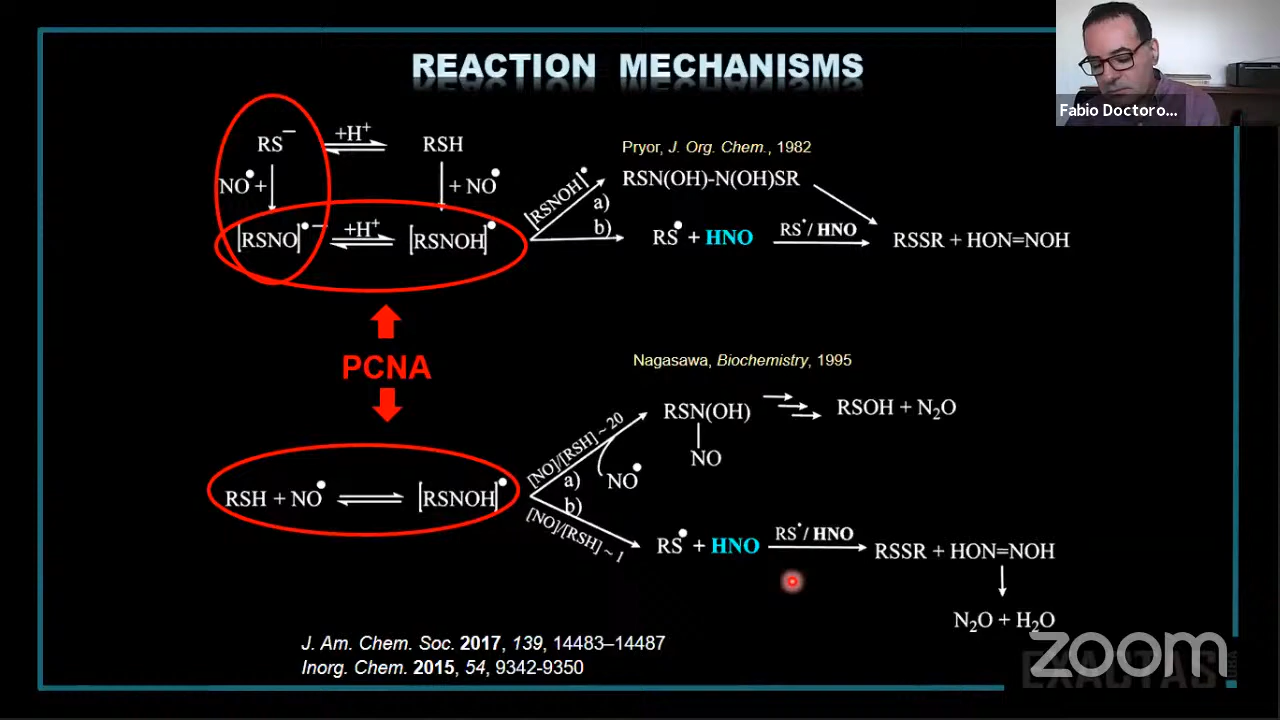 REACTION MECHANISMS
Fabio Doctoro...
RS⁻ +H⁺ RSH
NO• + + NO•
[RSNO]•⁻ +H⁺ [RSNOH]•
Pryor, J. Org. Chem., 1982
[RSNOH]• a) RSN(OH)-N(OH)SR
b) RS• + HNO RS•/ HNO RSSR + HON=NOH
PCNA
Nagasawa, Biochemistry, 1995
RSH + NO• [RSNOH]•
[NO]/[RSH] ~ 20
a) NO•
RSN(OH) RSOH + N₂O
NO
b)
[NO]/[RSH] ~ 1
RS• + HNO RS•/ HNO RSSR + HON=NOH
N₂O + H₂O
J. Am. Chem. Soc. 2017, 139, 14483–14487
Inorg. Chem. 2015, 54, 9342-9350
zoom
EXACTAS